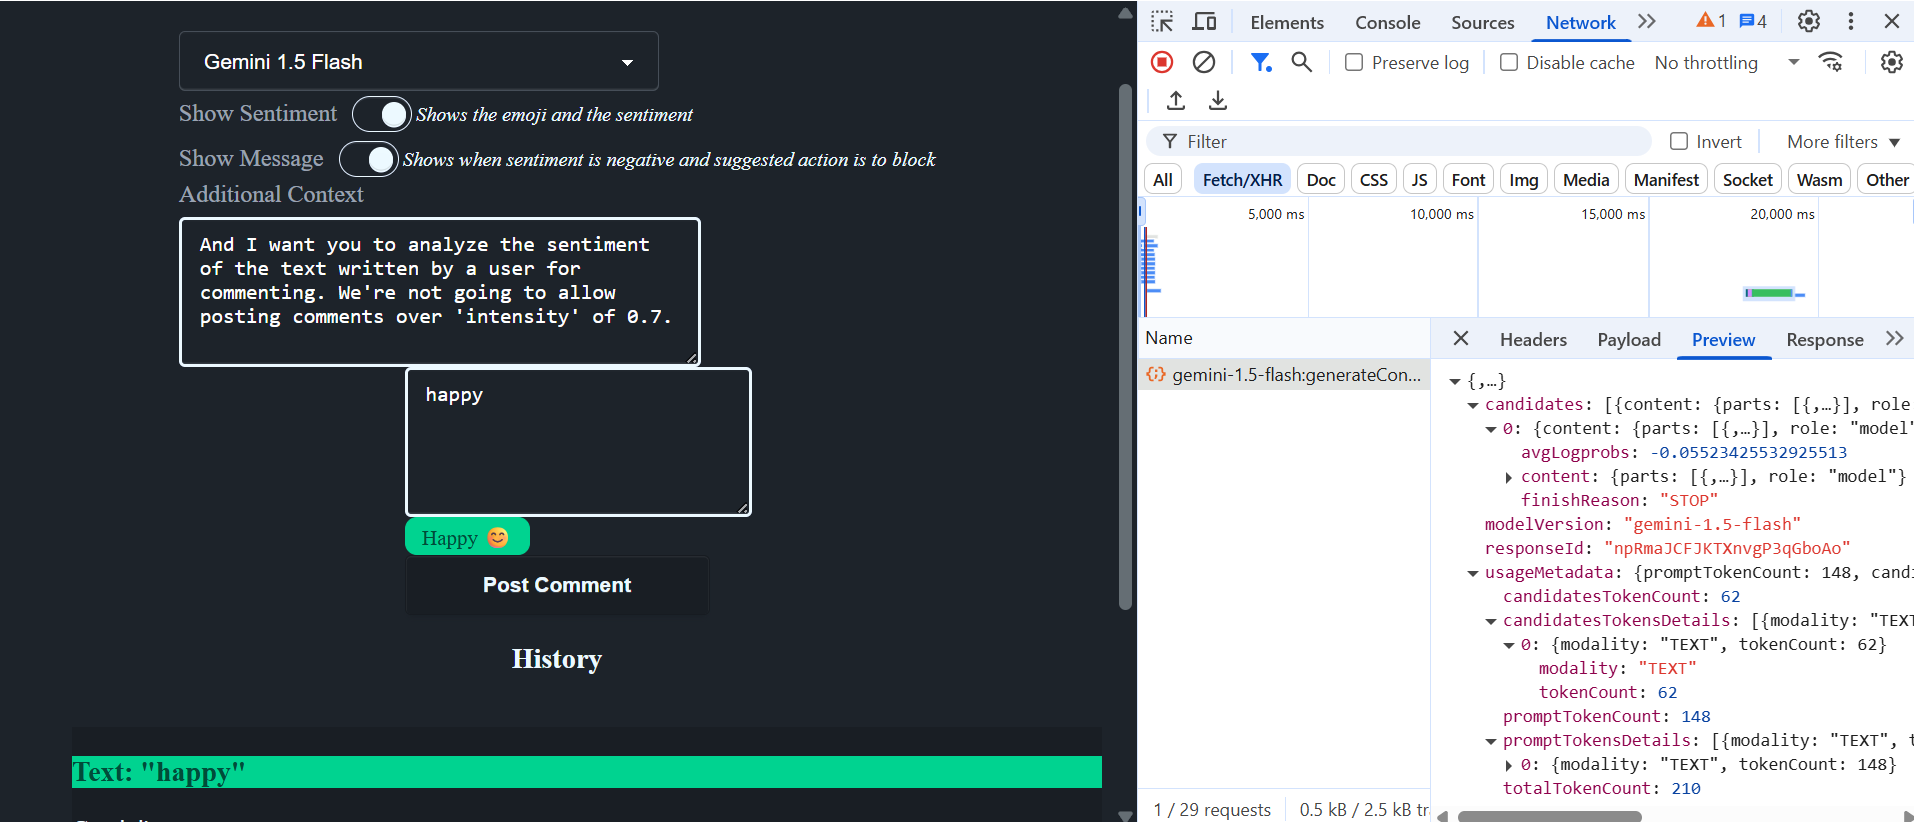 Gemini 1.5 Flash
Show Sentiment Shows the emoji and the sentiment
Show Message Shows when sentiment is negative and suggested action is to block
Additional Context
And I want you to analyze the sentiment
of the text written by a user for
commenting. We're not going to allow
posting comments over 'intensity' of 0.7.
happy
Happy 😊
Post Comment
History
Text: "happy"
Elements Console Sources Network 1 4
Preserve log Disable cache No throttling
Filter Invert More filters
All Fetch/XHR Doc CSS JS Font Img Media Manifest Socket Wasm Other
5,000 ms 10,000 ms 15,000 ms 20,000 ms
Name
gemini-1.5-flash:generateCon...
Headers Payload Preview Response
{,…}
candidates: [{content: {parts: [{,…}], role
0: {content: {parts: [{,…}], role: "model"
avgLogprobs: -0.05523425532925513
content: {parts: [{,…}], role: "model"}
finishReason: "STOP"
modelVersion: "gemini-1.5-flash"
responseId: "npRmaJCFJKTXnvgP3qGboAo"
usageMetadata: {promptTokenCount: 148, candi
candidatesTokenCount: 62
candidatesTokensDetails: [{modality: "TEXT
0: {modality: "TEXT", tokenCount: 62}
modality: "TEXT"
tokenCount: 62
promptTokenCount: 148
promptTokensDetails: [{modality: "TEXT", t
0: {modality: "TEXT", tokenCount: 148}
totalTokenCount: 210
1 / 29 requests 0.5 kB / 2.5 kB tr